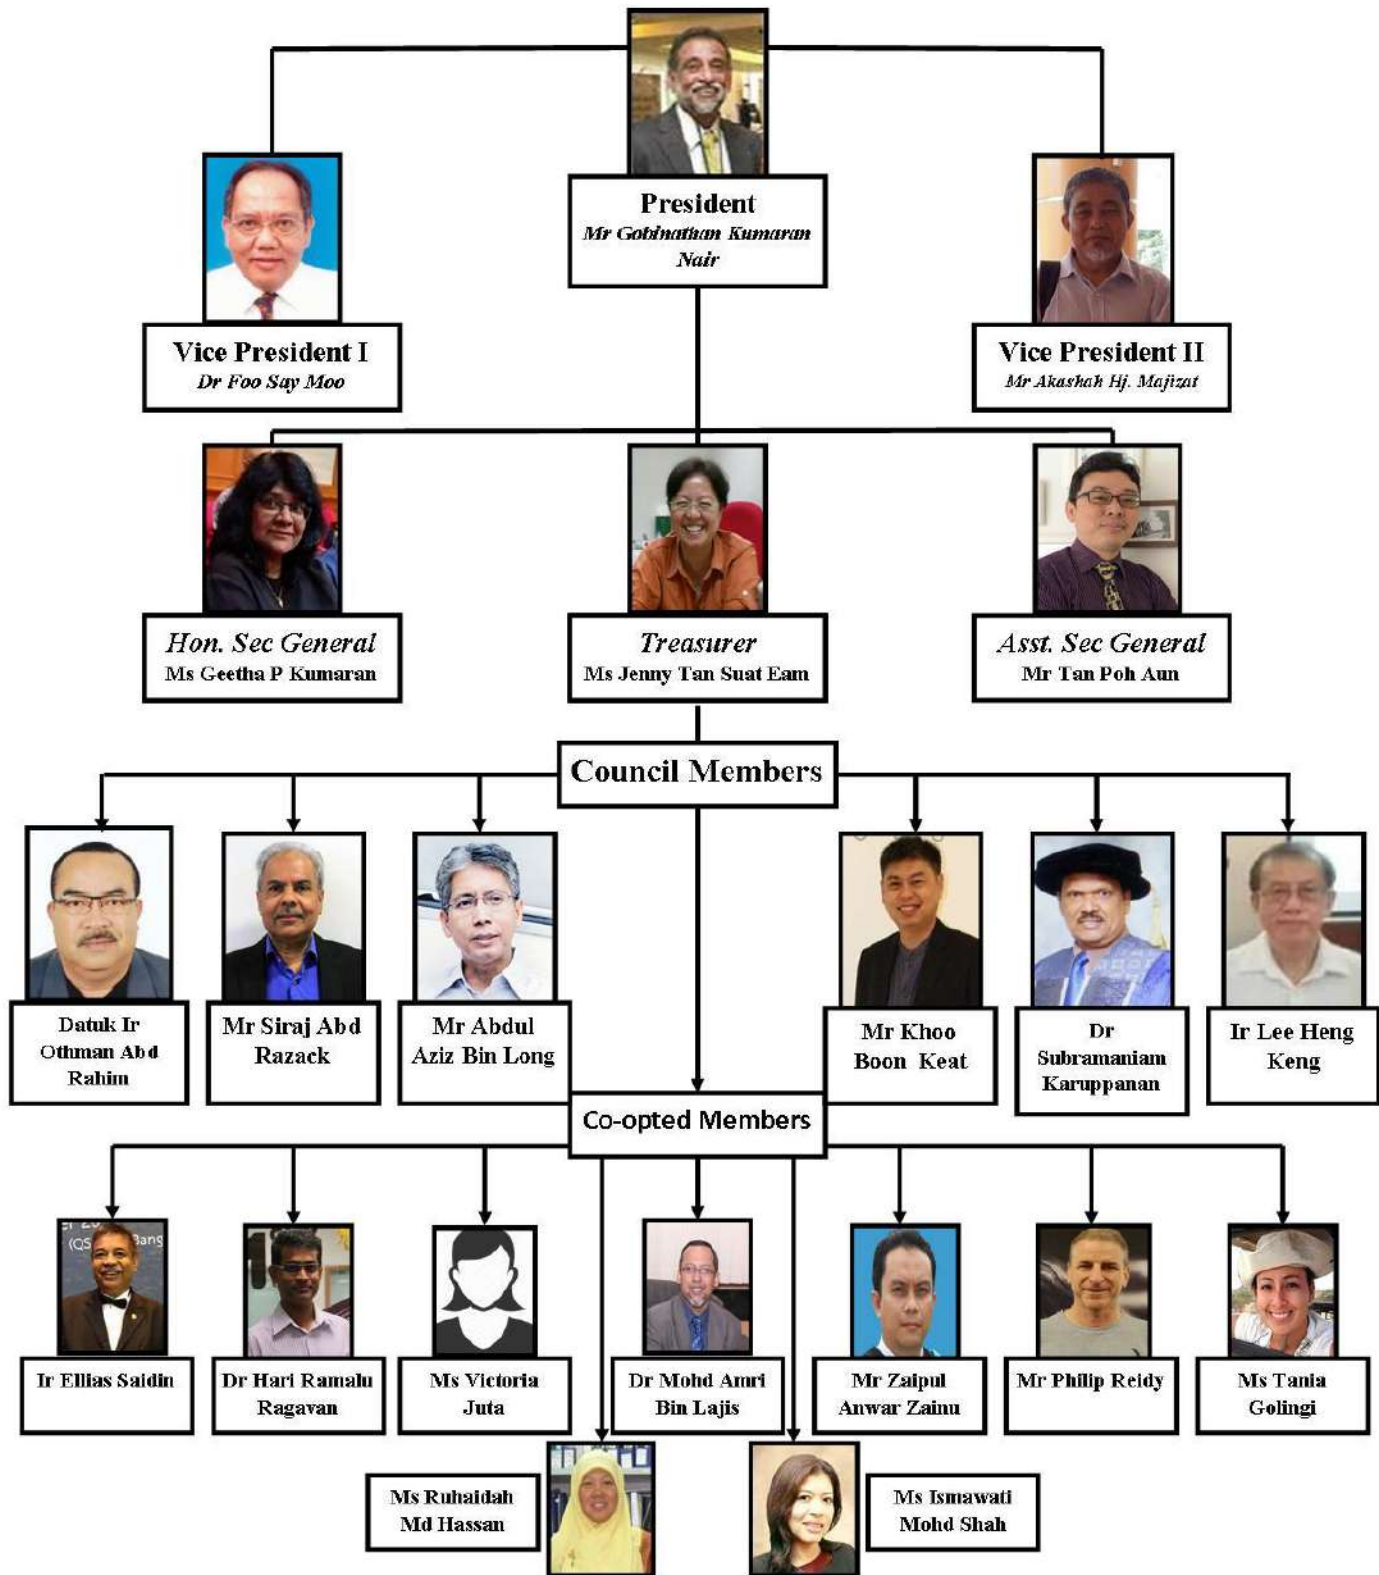 President
Mr Gobinathan Kumaran
Nair
Vice President I
Dr Foo Say Moo
Vice President II
Mr Akashah Hj. Majizat
Hon. Sec General
Ms Geetha P Kumaran
Treasurer
Ms Jenny Tan Suat Eam
Asst. Sec General
Mr Tan Poh Aun
Council Members
Datuk Ir
Othman Abd
Rahim
Mr Siraj Abd
Razack
Mr Abdul
Aziz Bin Long
Mr Khoo
Boon Keat
Dr
Subramaniam
Karuppanan
Ir Lee Heng
Keng
Co-opted Members
(QS
Bang
Ir Ellias Saidin
Dr Hari Ramalu
Ragavan
Ms Victoria
Juta
Dr Mohd Amri
Bin Lajis
Mr Zaipul
Anwar Zainu
Mr Philip Reidy
Ms Tania
Golingi
Ms Ruhaidah
Md Hassan
Ms Ismawati
Mohd Shah